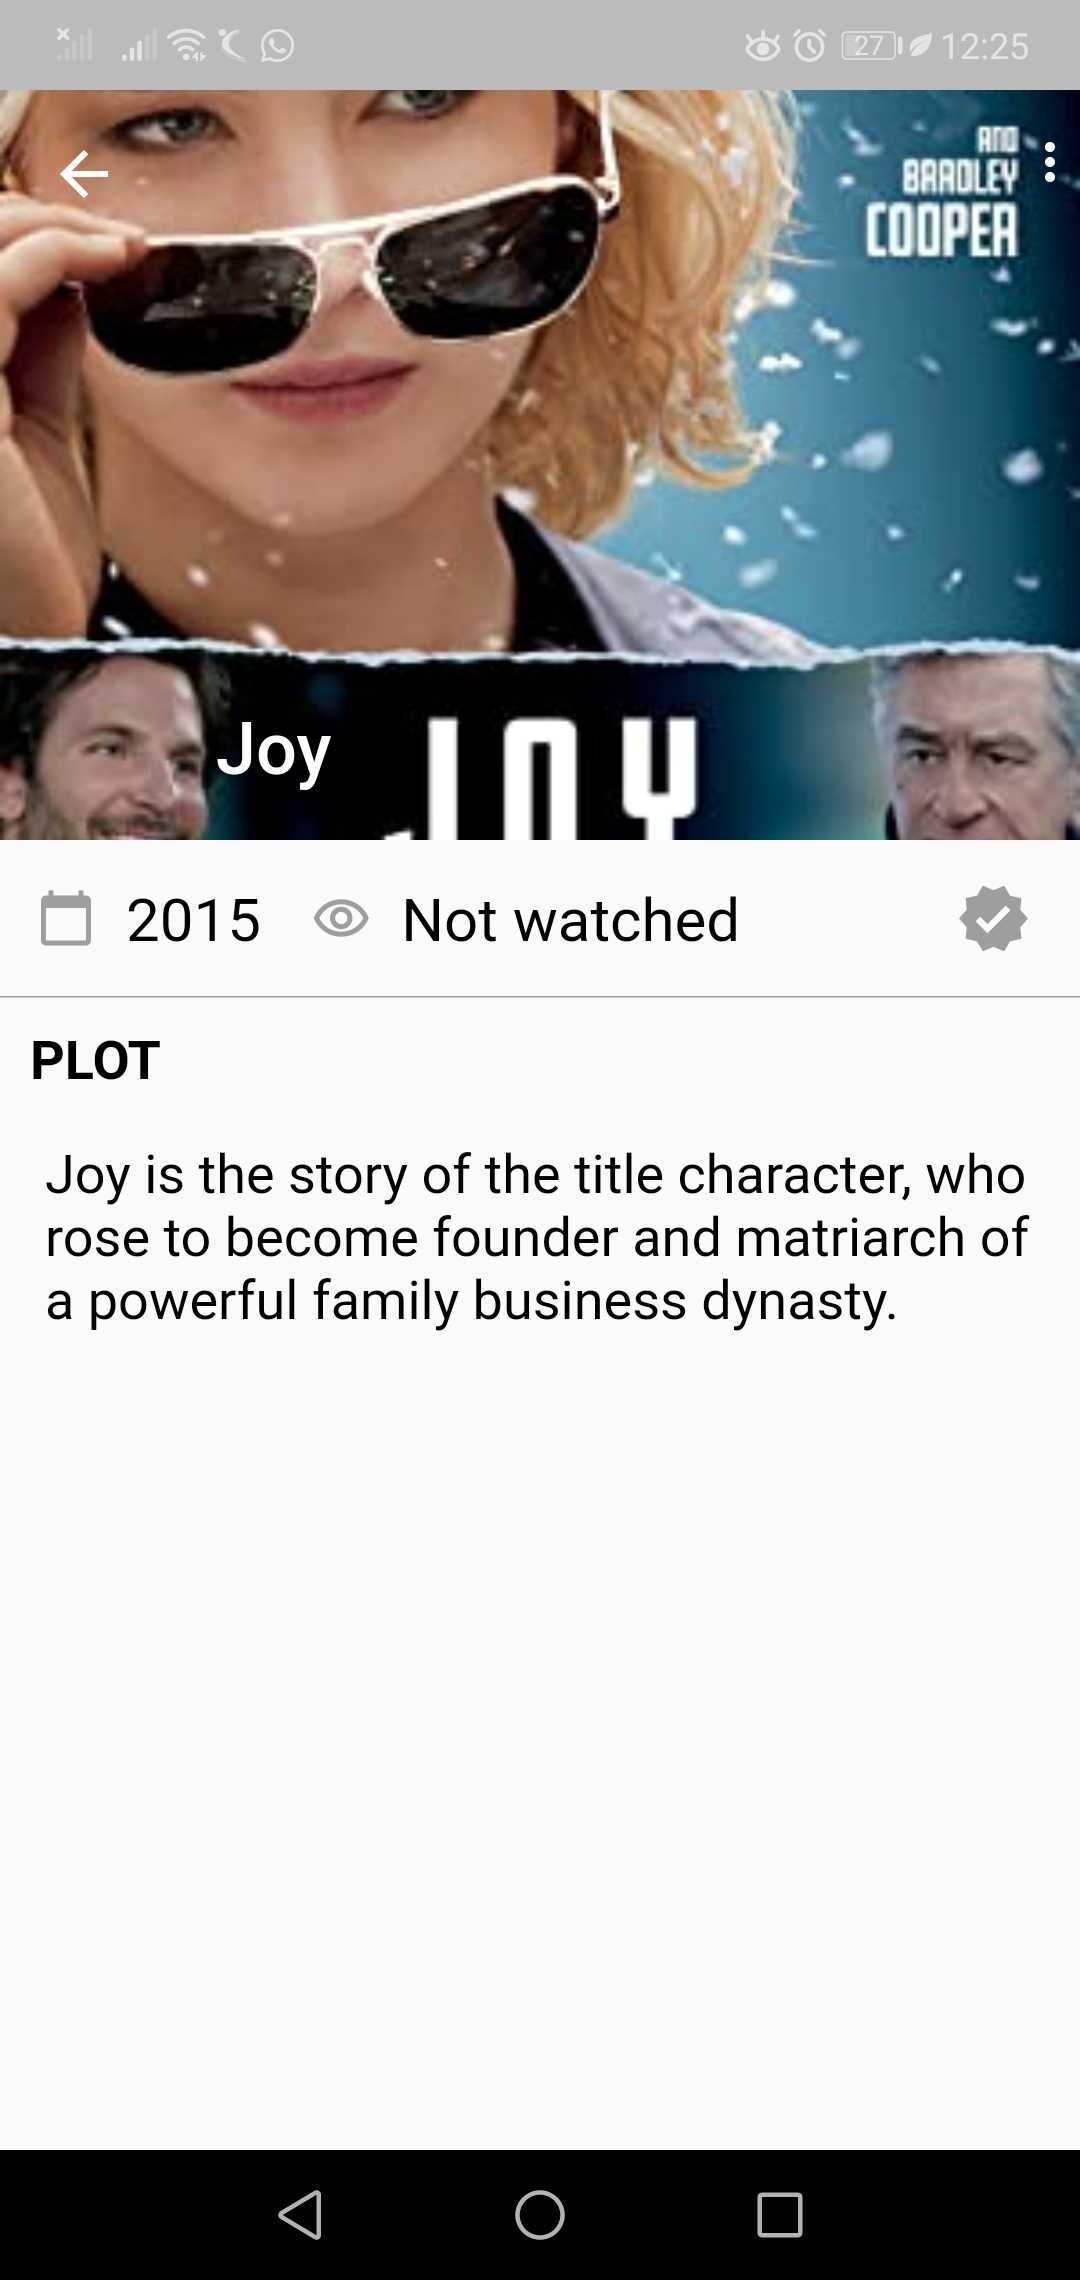 27 12:25
AND
BRADLEY
COOPER
Joy
JOY
2015 Not watched
PLOT
Joy is the story of the title character, who
rose to become founder and matriarch of
a powerful family business dynasty.